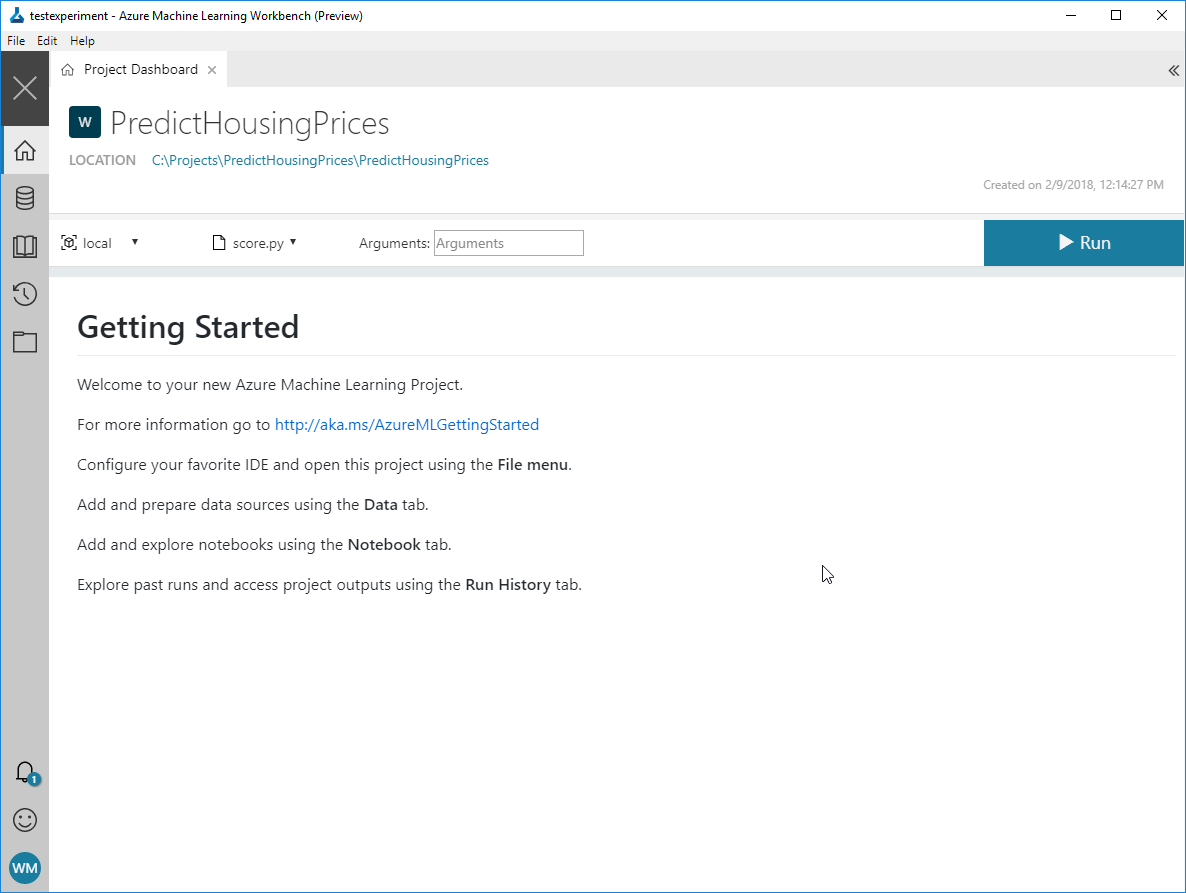 testexperiment - Azure Machine Learning Workbench (Preview)
File Edit Help
Project Dashboard
W PredictHousingPrices
LOCATION C:\Projects\PredictHousingPrices\PredictHousingPrices
Created on 2/9/2018, 12:14:27 PM
local score.py Arguments: Arguments Run
Getting Started
Welcome to your new Azure Machine Learning Project.
For more information go to http://aka.ms/AzureMLGettingStarted
Configure your favorite IDE and open this project using the File menu.
Add and prepare data sources using the Data tab.
Add and explore notebooks using the Notebook tab.
Explore past runs and access project outputs using the Run History tab.
1
WM